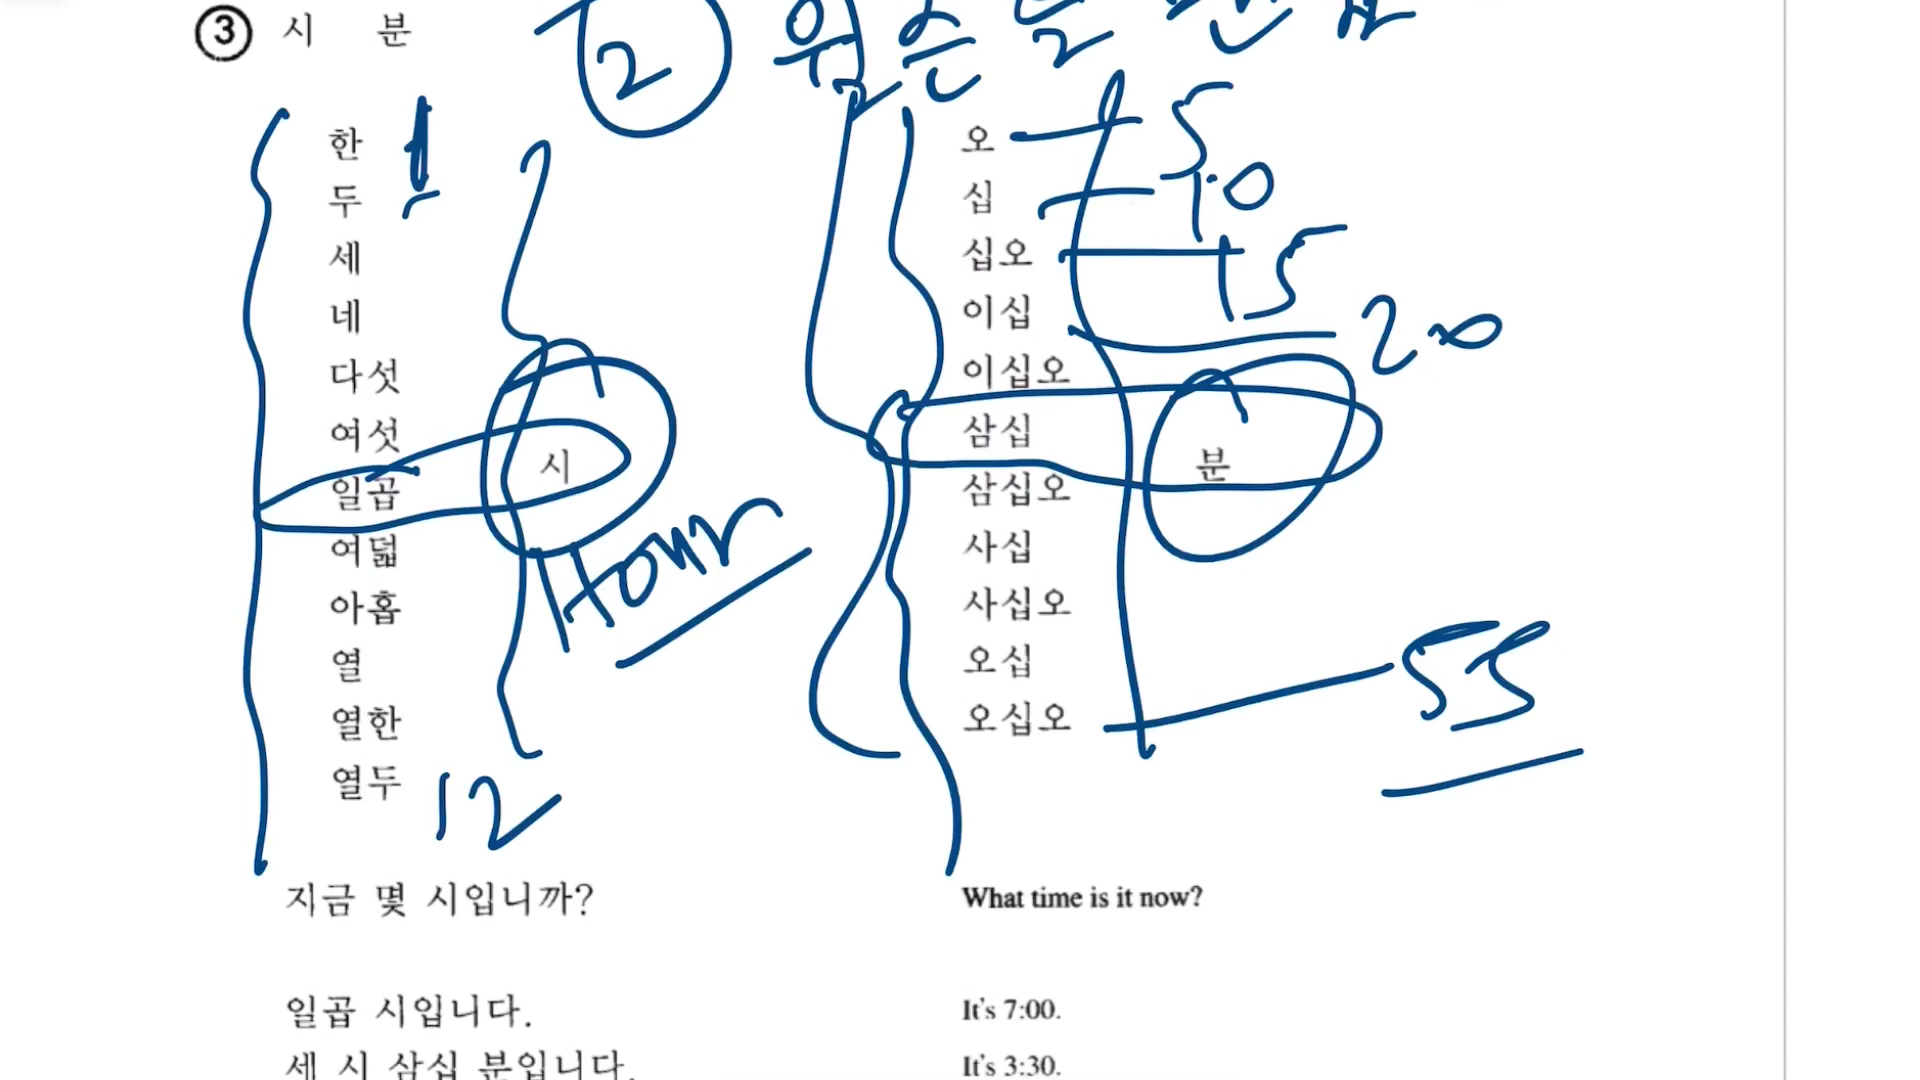 ③ 시 분
2
한 1 오 5
두 십 10
세 십오 15
네 이십 20
다섯 이십오
여섯 삼십
시 분
일곱 삼십오
여덟 사십
Hour
아홉 사십오
열 오십
열한 오십오 55
열두 12
지금 몇 시입니까? What time is it now?
일곱 시입니다. It's 7:00.
세 시 삼십 분입니다. It's 3:30.